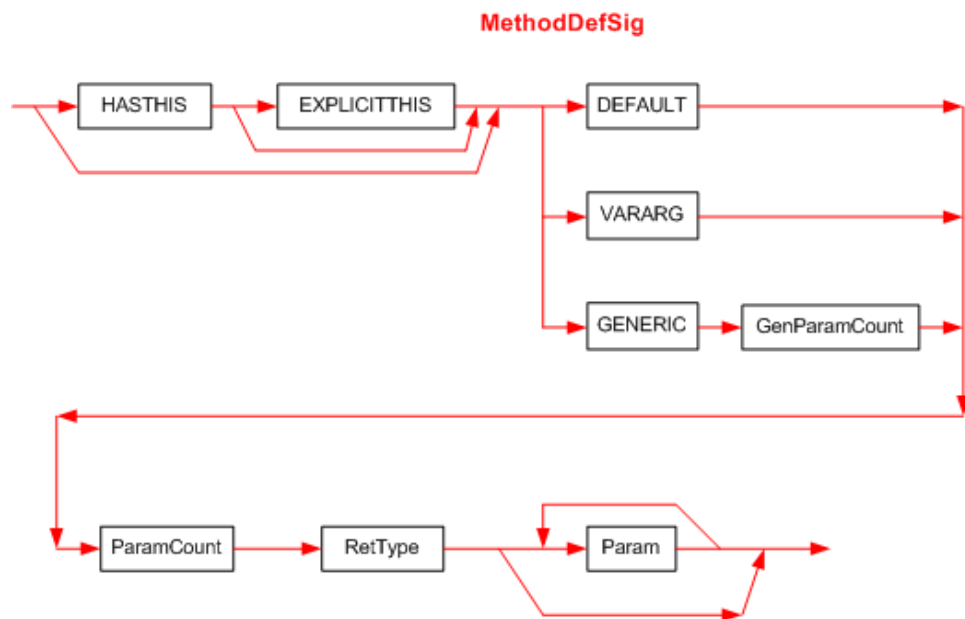 MethodDefSig
HASTHIS
EXPLICITTHIS
DEFAULT
VARARG
GENERIC
GenParamCount
ParamCount
RetType
Param